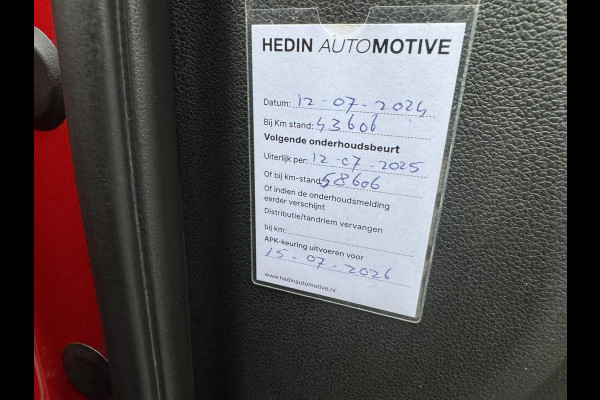 HEDIN AUTOMOTIVE
Datum: 12-07-2024
Bij Km stand: 43606
Volgende onderhoudsbeurt
Uiterlijk per: 12-07-2025
Of bij km-stand: 58606
Of indien de onderhoudsmelding
eerder verschijnt
Distributie/tandriem vervangen
bij km:
APK-keuring uitvoeren voor
15-07-2026
www.hedinautomotive.nl